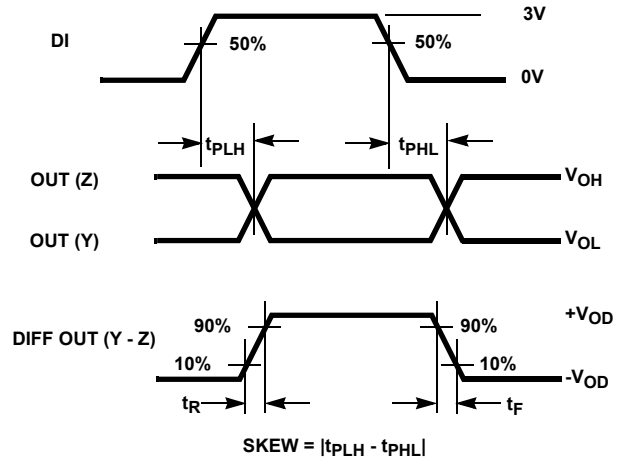 3V
DI
50%
50%
0V
tPLH
tPHL
OUT (Z)
VOH
OUT (Y)
VOL
+VOD
90%
90%
DIFF OUT (Y - Z)
10%
10%
-VOD
tR
tF
SKEW = |tPLH - tPHL|